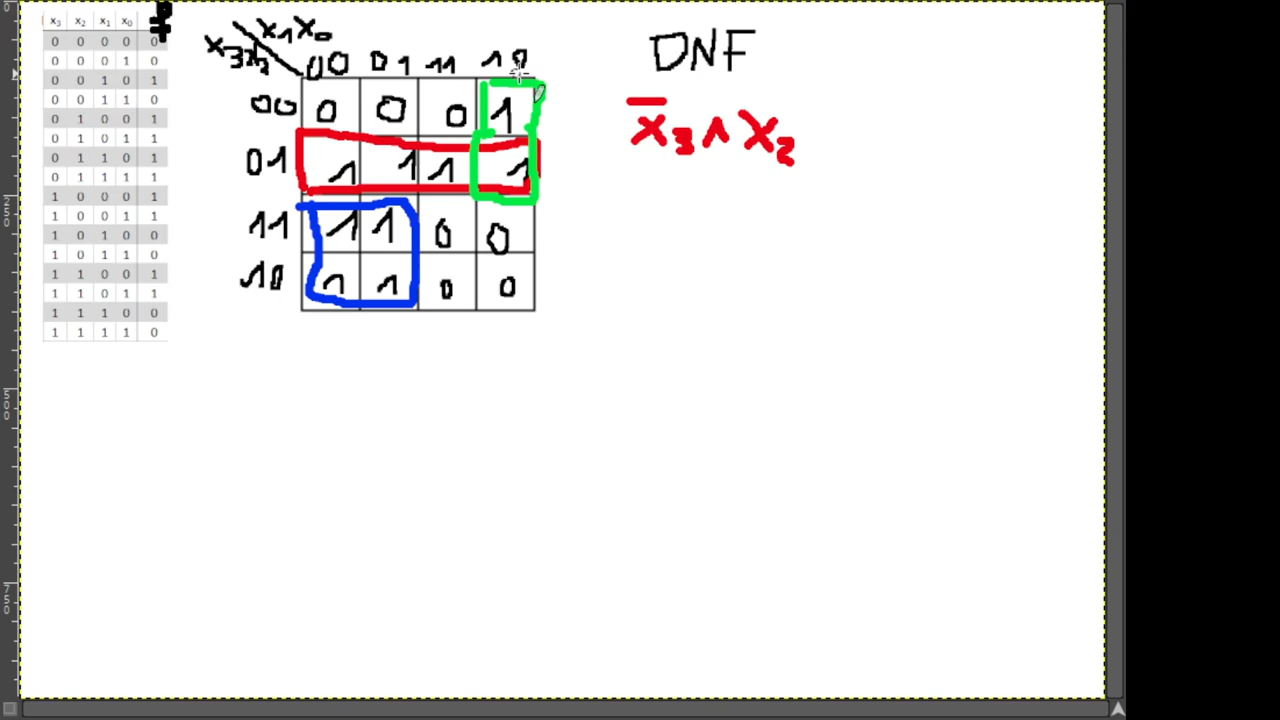 x₃ x₂ x₁ x₀
0 0 0 0 0
0 0 0 1 0
0 0 1 0 1
0 0 1 1 0
0 1 0 0 1
0 1 0 1 1
0 1 1 0 1
0 1 1 1 1
1 0 0 0 1
1 0 0 1 1
1 0 1 0 0
1 0 1 1 0
1 1 0 0 1
1 1 0 1 1
1 1 1 0 0
1 1 1 1 0
x₁x₀
x₃x₂
00 01 11 10
00 0 0 0 1
01 1 1 1 1
11 1 1 0 0
10 1 1 0 0
DNF
x̅₃ ∧ x₂
0
250
500
750